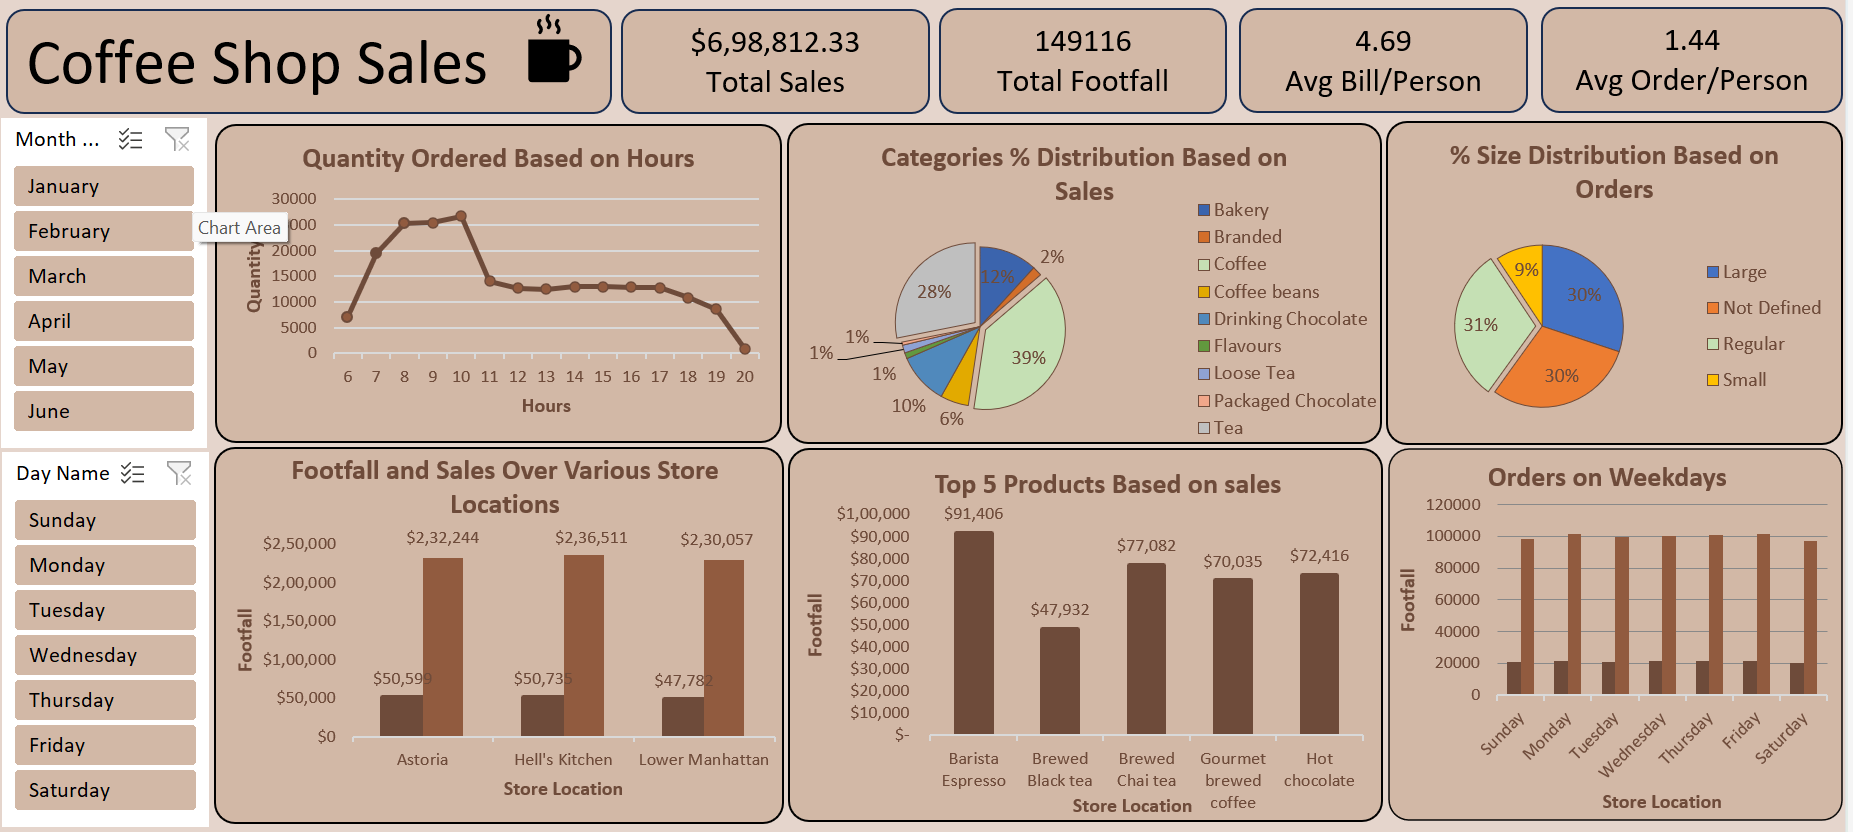 Coffee Shop Sales
$6,98,812.33
Total Sales
149116
Total Footfall
4.69
Avg Bill/Person
1.44
Avg Order/Person
Month ...
January
February
March
April
May
June
Day Name
Sunday
Monday
Tuesday
Wednesday
Thursday
Friday
Saturday
Chart Area
Quantity Ordered Based on Hours
Quantity
30000
20000
15000
10000
5000
0
6 7 8 9 10 11 12 13 14 15 16 17 18 19 20
Hours
Categories % Distribution Based on
Sales
12%
2%
39%
6%
10%
1%
1%
1%
28%
Bakery
Branded
Coffee
Coffee beans
Drinking Chocolate
Flavours
Loose Tea
Packaged Chocolate
Tea
% Size Distribution Based on
Orders
30%
30%
31%
9%
Large
Not Defined
Regular
Small
Footfall and Sales Over Various Store
Locations
Footfall
$2,50,000
$2,00,000
$1,50,000
$1,00,000
$50,000
$0
$50,599
$2,32,244
$50,735
$2,36,511
$47,782
$2,30,057
Astoria
Hell's Kitchen
Lower Manhattan
Store Location
Top 5 Products Based on sales
Footfall
$1,00,000
$90,000
$80,000
$70,000
$60,000
$50,000
$40,000
$30,000
$20,000
$10,000
$-
$91,406
$47,932
$77,082
$70,035
$72,416
Barista
Espresso
Brewed
Black tea
Brewed
Chai tea
Gourmet
brewed
coffee
Hot
chocolate
Store Location
Orders on Weekdays
Footfall
120000
100000
80000
60000
40000
20000
0
Sunday
Monday
Tuesday
Wednesday
Thursday
Friday
Saturday
Store Location